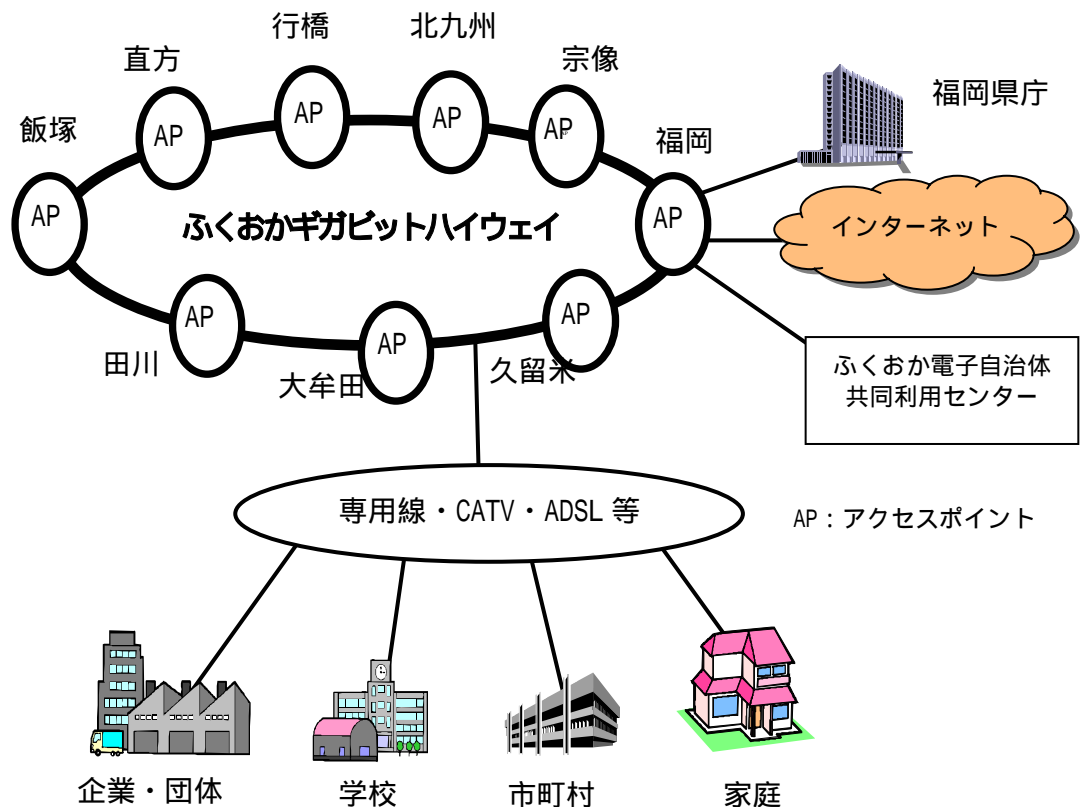 行橋
北九州
直方
宗像
福岡県庁
飯塚
福岡
AP
AP
AP
AP
AP
AP
ふくおかギガビットハイウェイ
インターネット
AP
AP
AP
田川
大牟田
久留米
ふくおか電子自治体
共同利用センター
専用線・CATV・ADSL 等
AP:アクセスポイント
企業・団体
学校
市町村
家庭